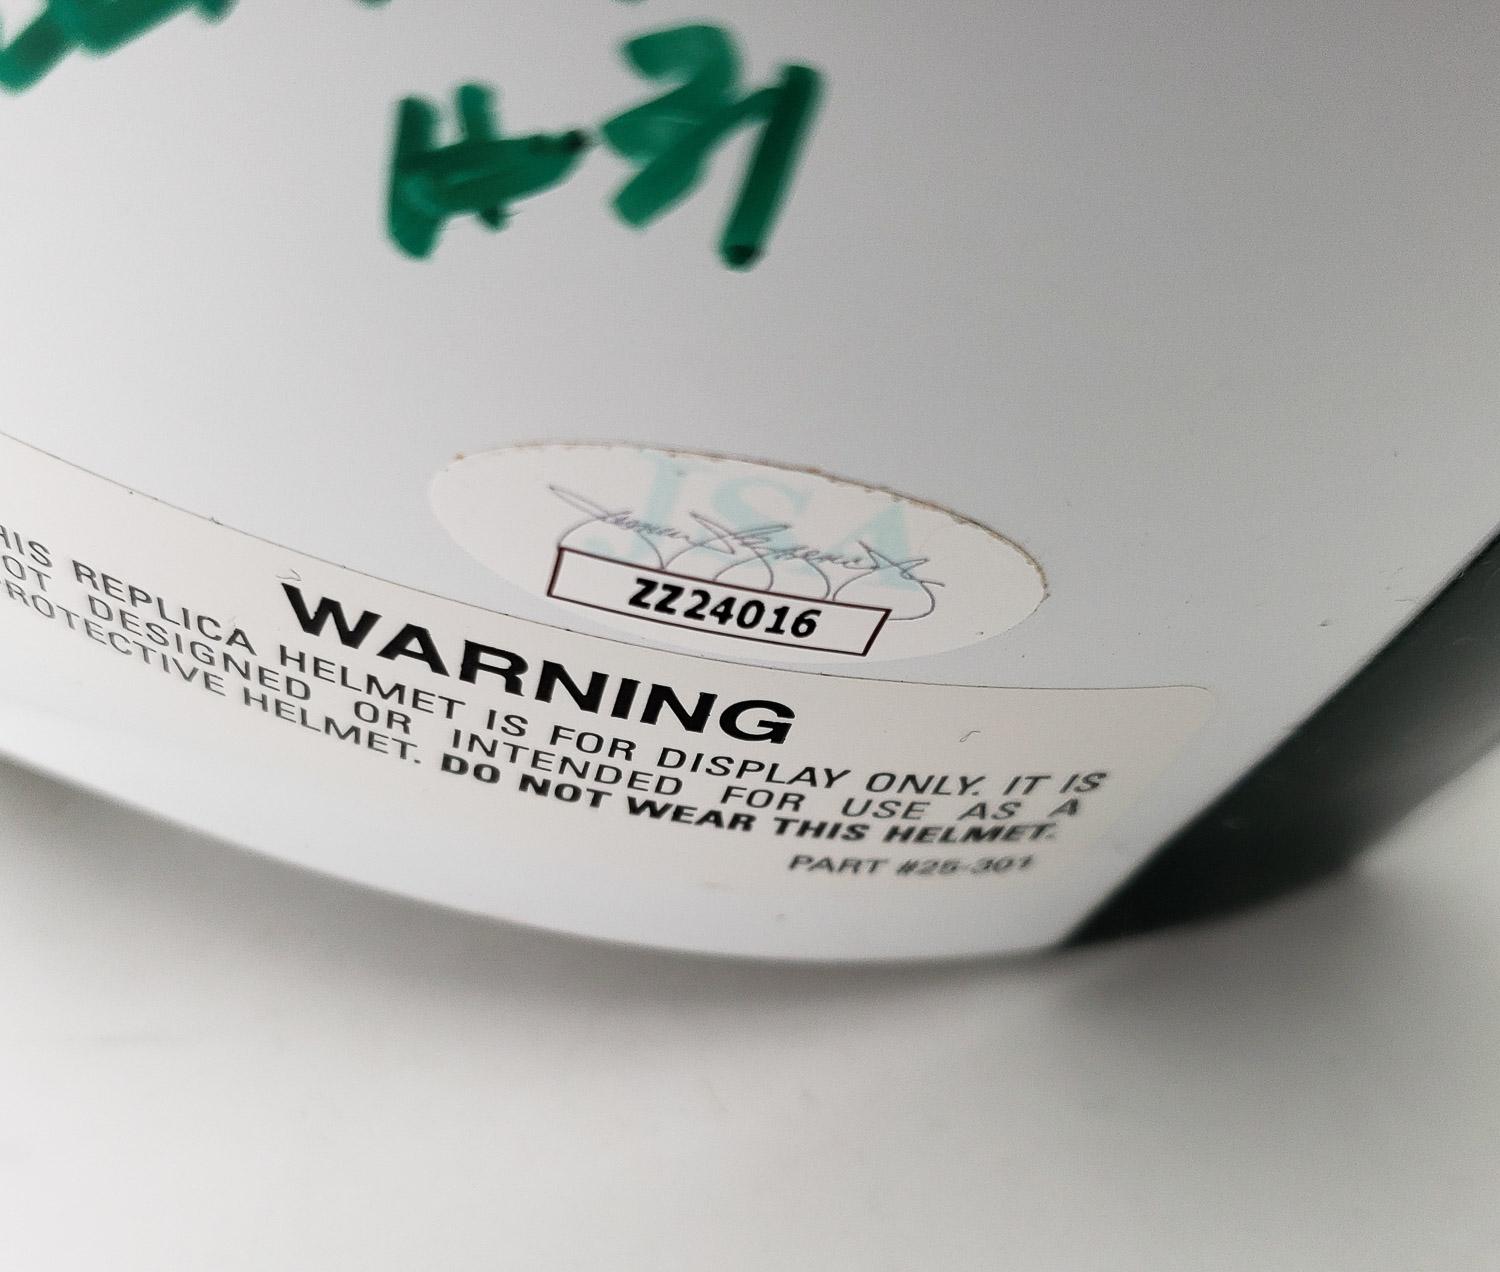 #31
JSA
ZZ24016
WARNING
HIS REPLICA HELMET IS FOR DISPLAY ONLY. IT IS
OT DESIGNED OR INTENDED FOR USE AS A
ROTECTIVE HELMET. DO NOT WEAR THIS HELMET.
PART #25-301